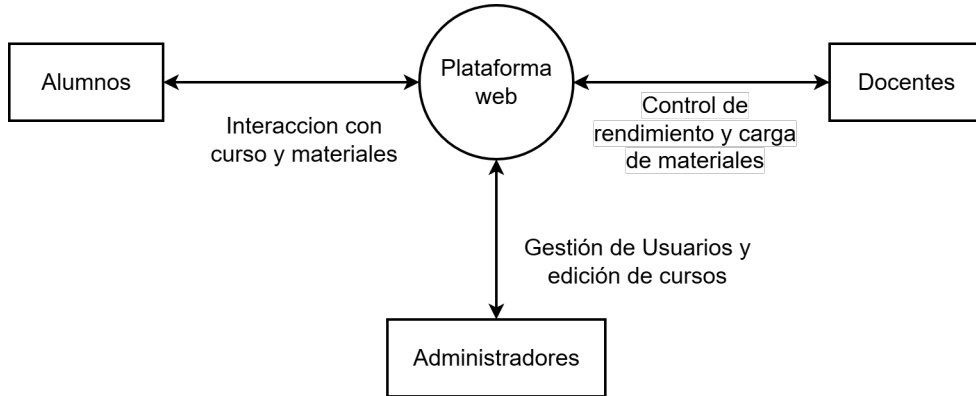 Alumnos
Plataforma
web
Docentes
Interaccion con
curso y materiales
Control de
rendimiento y carga
de materiales
Gestión de Usuarios y
edición de cursos
Administradores